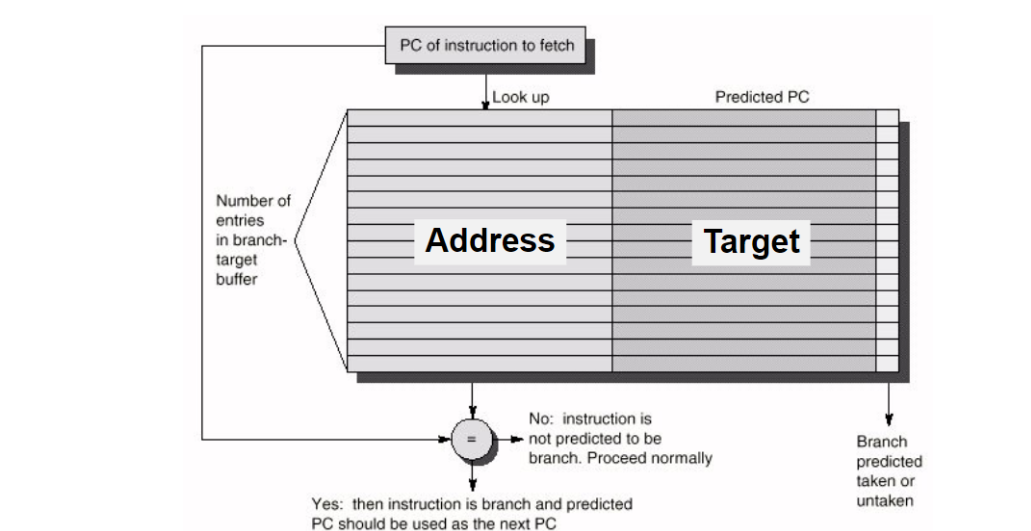 PC of instruction to fetch
Look up
Predicted PC
Number of
entries
in branch-
target
buffer
Address
Target
=
No: instruction is
not predicted to be
branch. Proceed normally
Branch
predicted
taken or
untaken
Yes: then instruction is branch and predicted
PC should be used as the next PC